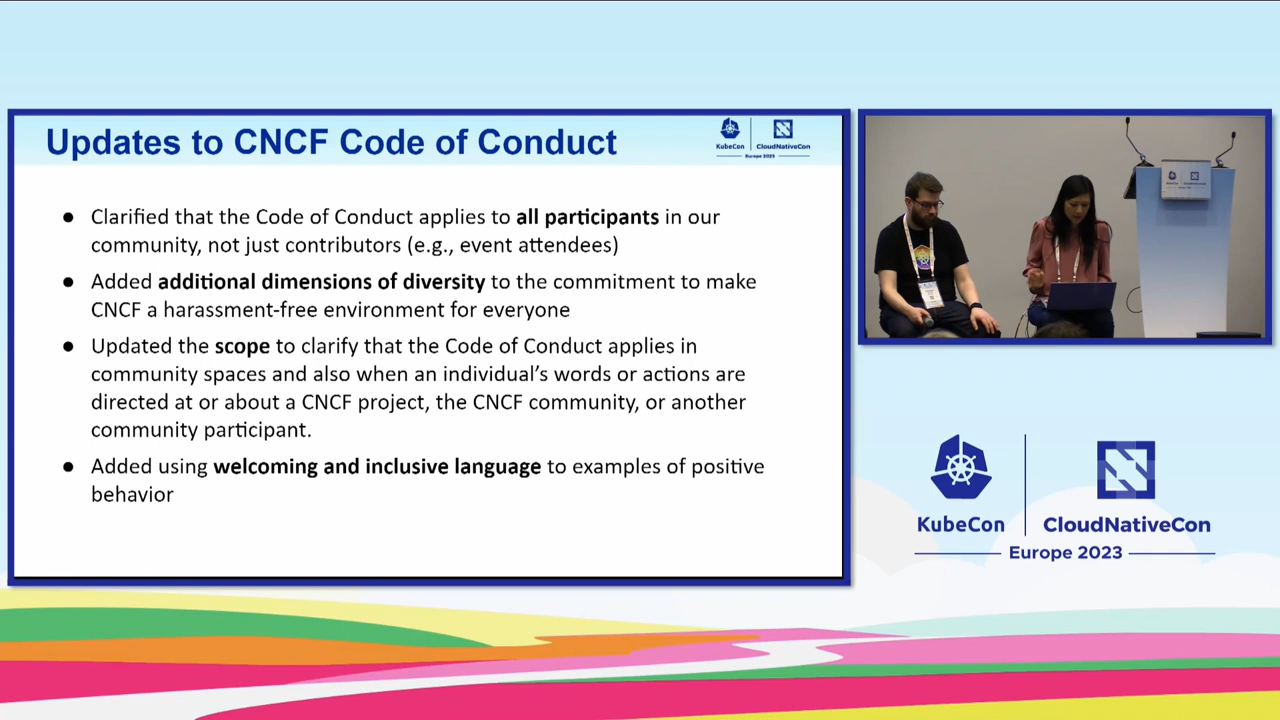 Updates to CNCF Code of Conduct
KubeCon
CloudNativeCon
Europe 2023
● Clarified that the Code of Conduct applies to all participants in our
community, not just contributors (e.g., event attendees)
● Added additional dimensions of diversity to the commitment to make
CNCF a harassment-free environment for everyone
● Updated the scope to clarify that the Code of Conduct applies in
community spaces and also when an individual's words or actions are
directed at or about a CNCF project, the CNCF community, or another
community participant.
● Added using welcoming and inclusive language to examples of positive
behavior
KubeCon
CloudNativeCon
Europe 2023